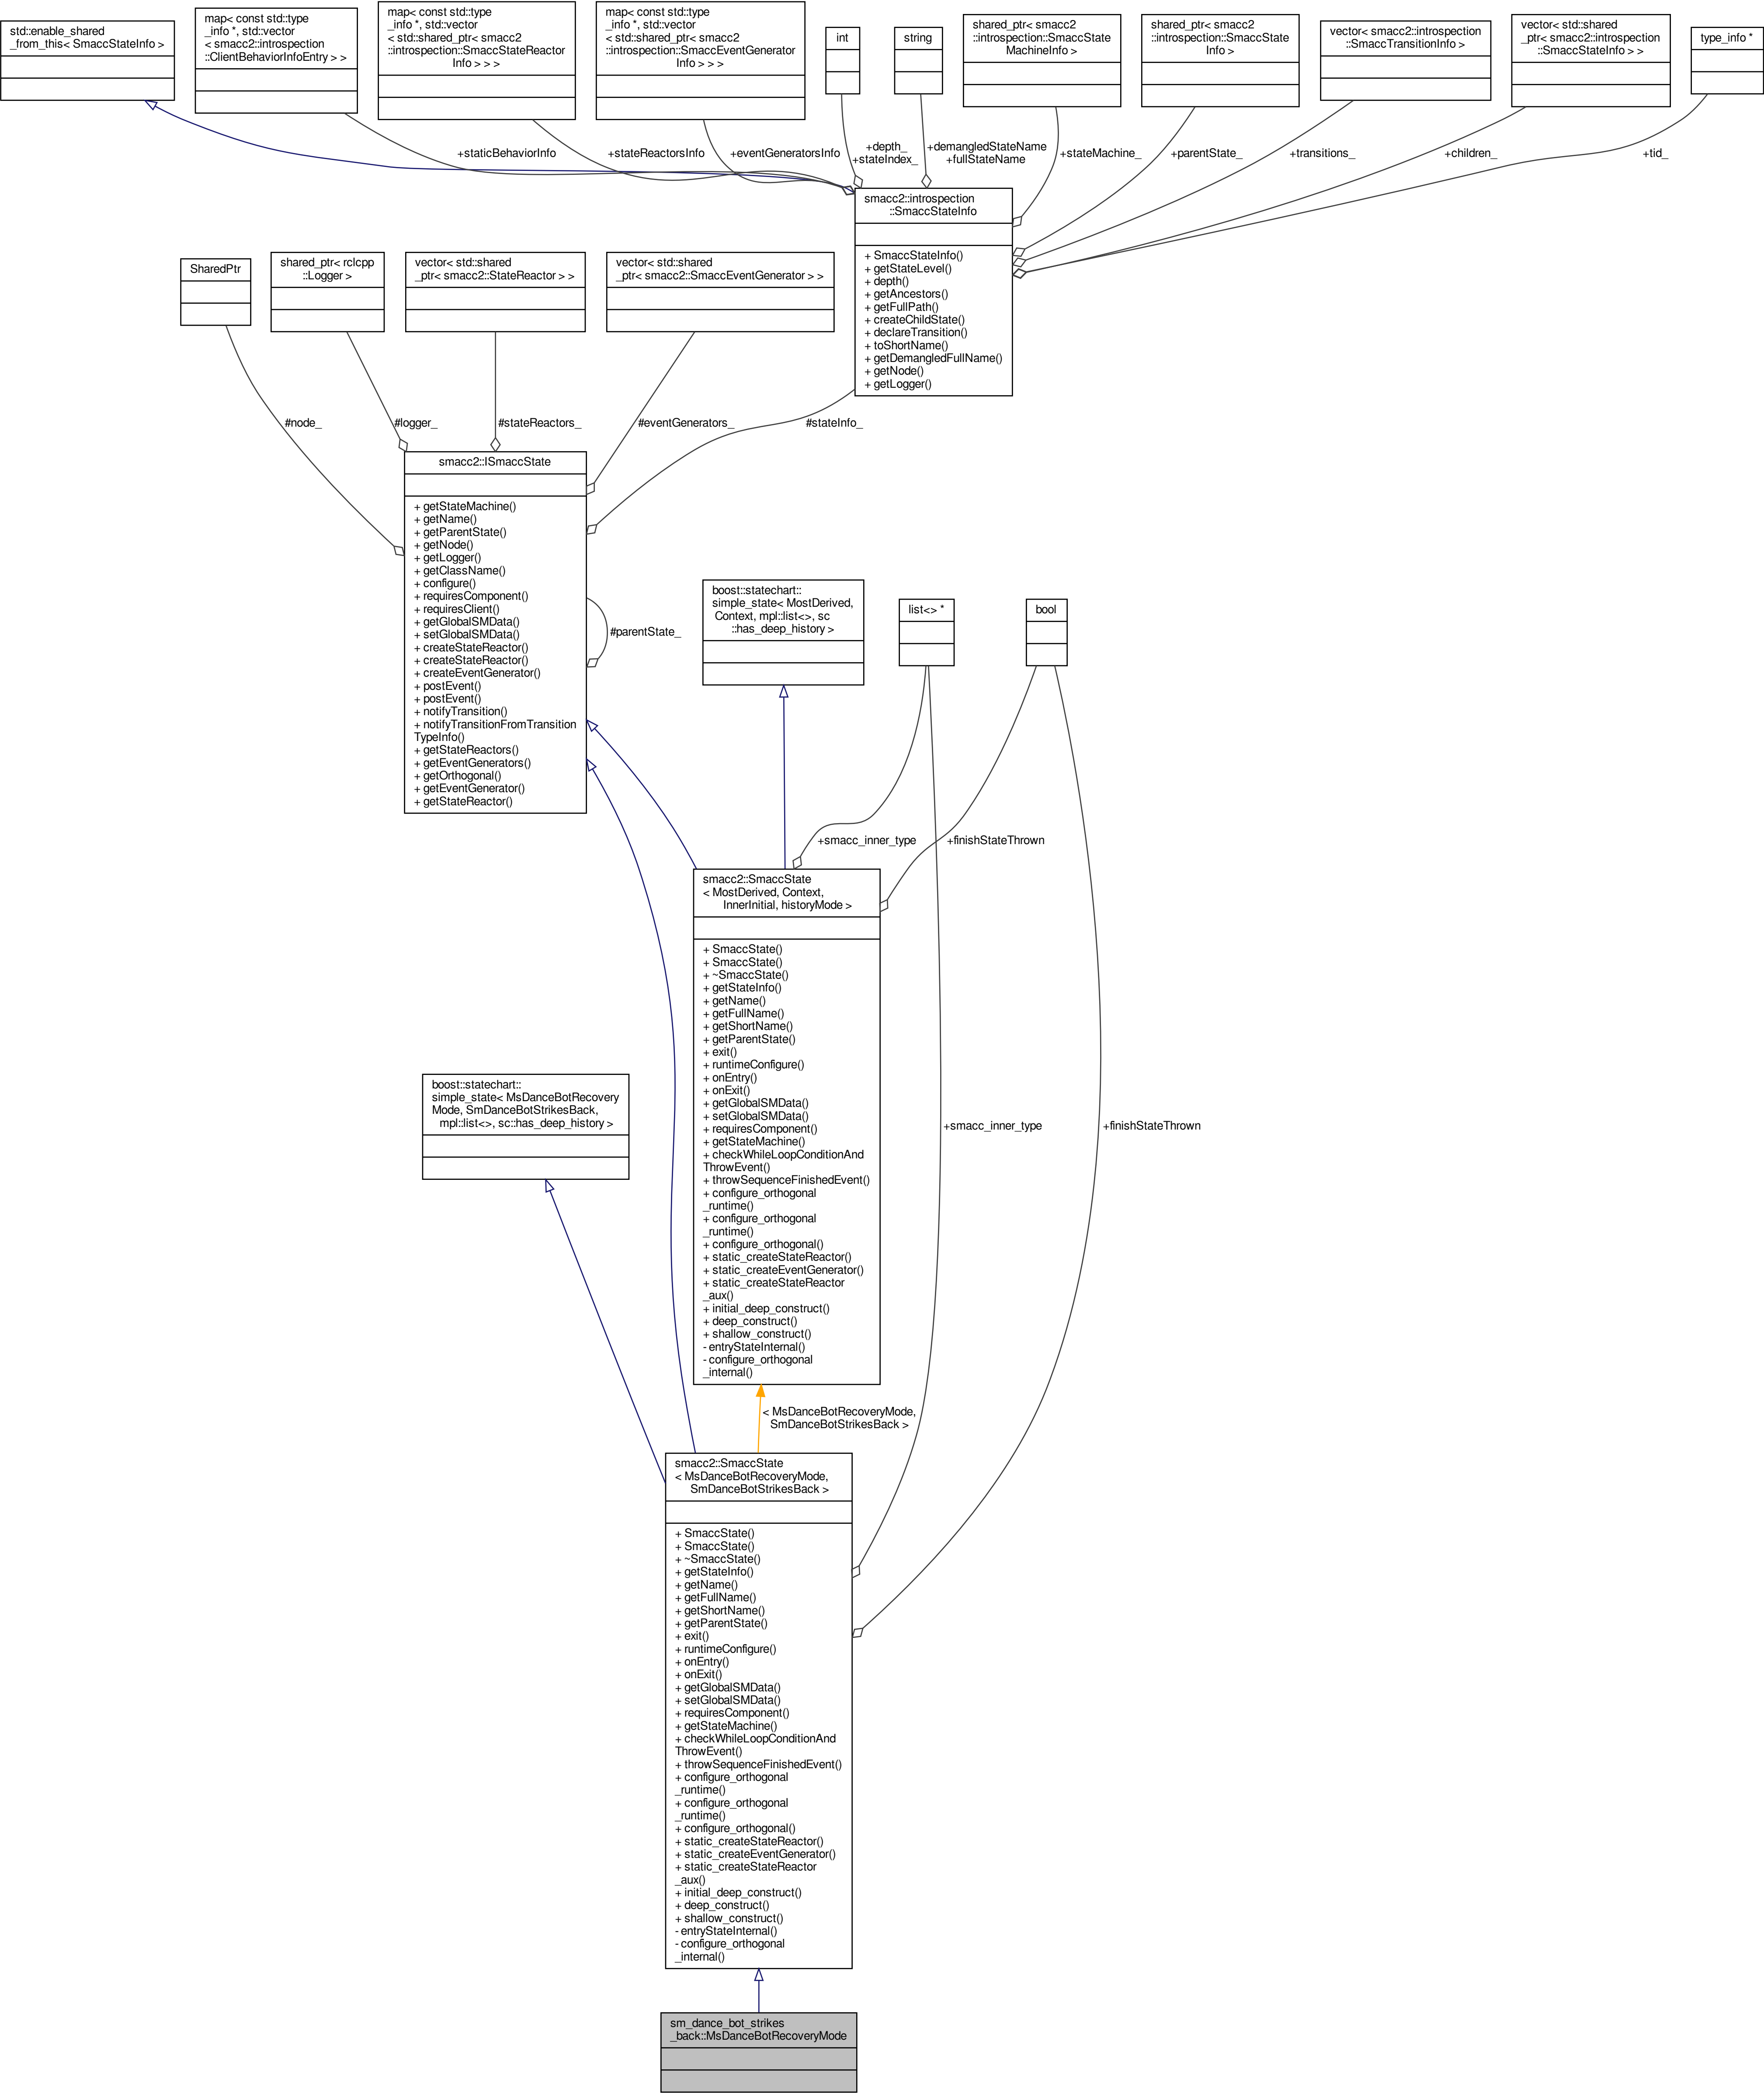 std::enable_shared
_from_this< SmaccStateInfo >
map< const std::type
_info *, std::vector
< smacc2::introspection
::ClientBehaviorInfoEntry > >
map< const std::type
_info *, std::vector
< std::shared_ptr< smacc2
::introspection::SmaccStateReactor
Info > > >
map< const std::type
_info *, std::vector
< std::shared_ptr< smacc2
::introspection::SmaccEventGenerator
Info > > >
int
string
shared_ptr< smacc2
::introspection::SmaccState
MachineInfo >
shared_ptr< smacc2
::introspection::SmaccState
Info >
vector< smacc2::introspection
::SmaccTransitionInfo >
vector< std::shared
_ptr< smacc2::introspection
::SmaccStateInfo > >
type_info *
+staticBehaviorInfo
+stateReactorsInfo
+eventGeneratorsInfo
+depth_
+stateIndex_
+demangledStateName
+fullStateName
+stateMachine_
+parentState_
+transitions_
+children_
+tid_
smacc2::introspection
::SmaccStateInfo
+ SmaccStateInfo()
+ getStateLevel()
+ depth()
+ getAncestors()
+ getFullPath()
+ createChildState()
+ declareTransition()
+ toShortName()
+ getDemangledFullName()
+ getNode()
+ getLogger()
SharedPtr
shared_ptr< rclcpp
::Logger >
vector< std::shared
_ptr< smacc2::StateReactor > >
vector< std::shared
_ptr< smacc2::SmaccEventGenerator > >
#node_
#logger_
#stateReactors_
#eventGenerators_
#stateInfo_
smacc2::ISmaccState
+ getStateMachine()
+ getName()
+ getParentState()
+ getNode()
+ getLogger()
+ getClassName()
+ configure()
+ requiresComponent()
+ requiresClient()
+ getGlobalSMData()
+ setGlobalSMData()
+ createStateReactor()
+ createStateReactor()
+ createEventGenerator()
+ postEvent()
+ postEvent()
+ notifyTransition()
+ notifyTransitionFromTransition
TypeInfo()
+ getStateReactors()
+ getEventGenerators()
+ getOrthogonal()
+ getEventGenerator()
+ getStateReactor()
#parentState_
boost::statechart::
simple_state< MostDerived,
Context, mpl::list<>, sc
::has_deep_history >
list<> *
bool
+smacc_inner_type
+finishStateThrown
smacc2::SmaccState
< MostDerived, Context,
InnerInitial, historyMode >
+ SmaccState()
+ SmaccState()
+ ~SmaccState()
+ getStateInfo()
+ getName()
+ getFullName()
+ getShortName()
+ getParentState()
+ exit()
+ runtimeConfigure()
+ onEntry()
+ onExit()
+ getGlobalSMData()
+ setGlobalSMData()
+ requiresComponent()
+ getStateMachine()
+ checkWhileLoopConditionAnd
ThrowEvent()
+ throwSequenceFinishedEvent()
+ configure_orthogonal
_runtime()
+ configure_orthogonal
_runtime()
+ configure_orthogonal()
+ static_createStateReactor()
+ static_createEventGenerator()
+ static_createStateReactor
_aux()
+ initial_deep_construct()
+ deep_construct()
+ shallow_construct()
- entryStateInternal()
- configure_orthogonal
_internal()
boost::statechart::
simple_state< MsDanceBotRecovery
Mode, SmDanceBotStrikesBack,
mpl::list<>, sc::has_deep_history >
+smacc_inner_type
+finishStateThrown
< MsDanceBotRecoveryMode,
SmDanceBotStrikesBack >
smacc2::SmaccState
< MsDanceBotRecoveryMode,
SmDanceBotStrikesBack >
+ SmaccState()
+ SmaccState()
+ ~SmaccState()
+ getStateInfo()
+ getName()
+ getFullName()
+ getShortName()
+ getParentState()
+ exit()
+ runtimeConfigure()
+ onEntry()
+ onExit()
+ getGlobalSMData()
+ setGlobalSMData()
+ requiresComponent()
+ getStateMachine()
+ checkWhileLoopConditionAnd
ThrowEvent()
+ throwSequenceFinishedEvent()
+ configure_orthogonal
_runtime()
+ configure_orthogonal
_runtime()
+ configure_orthogonal()
+ static_createStateReactor()
+ static_createEventGenerator()
+ static_createStateReactor
_aux()
+ initial_deep_construct()
+ deep_construct()
+ shallow_construct()
- entryStateInternal()
- configure_orthogonal
_internal()
sm_dance_bot_strikes
_back::MsDanceBotRecoveryMode